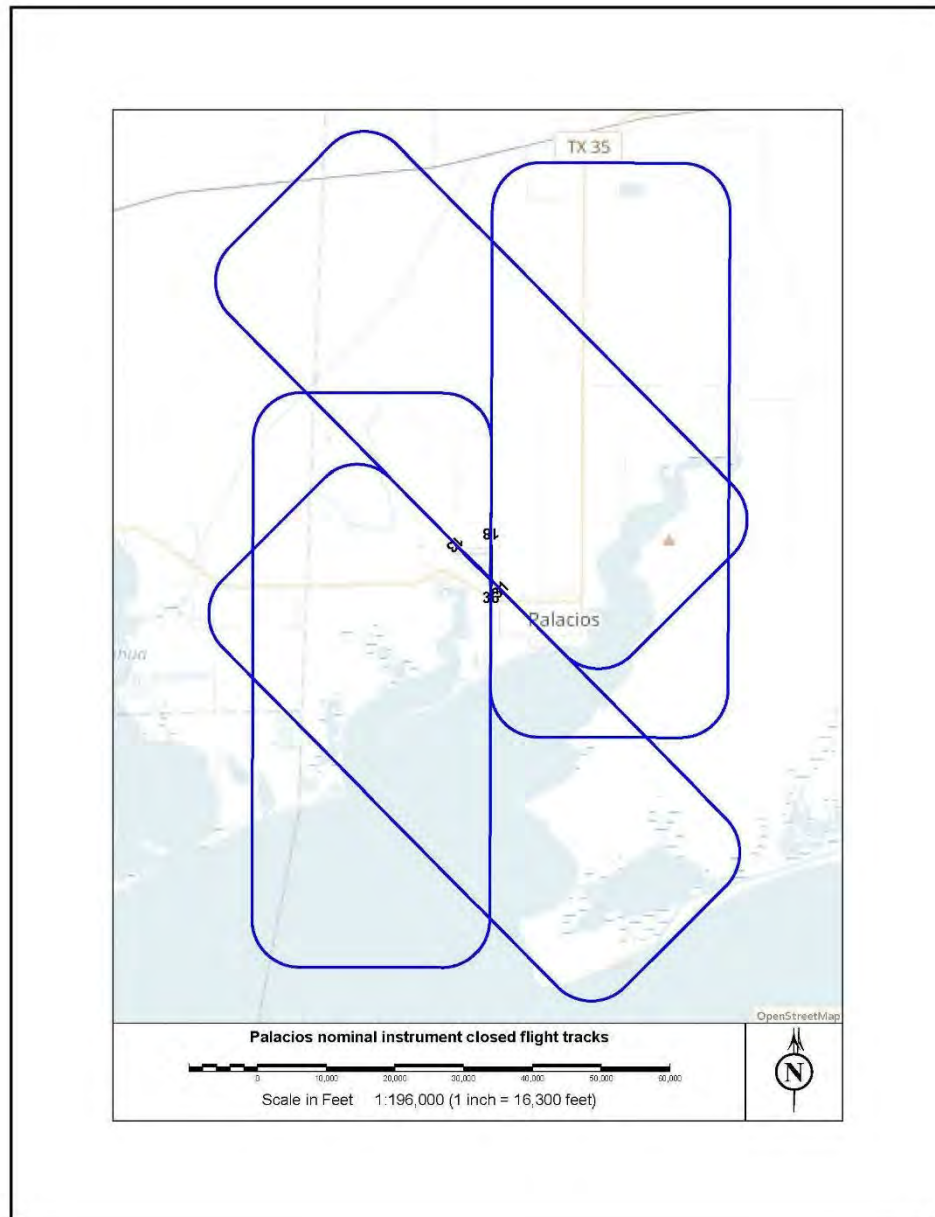 TX 35
18
13
36
Palacios
OpenStreetMap
Palacios nominal instrument closed flight tracks
0 10,000 20,000 30,000 40,000 50,000 60,000
Scale in Feet 1:196,000 (1 inch = 16,300 feet)
N